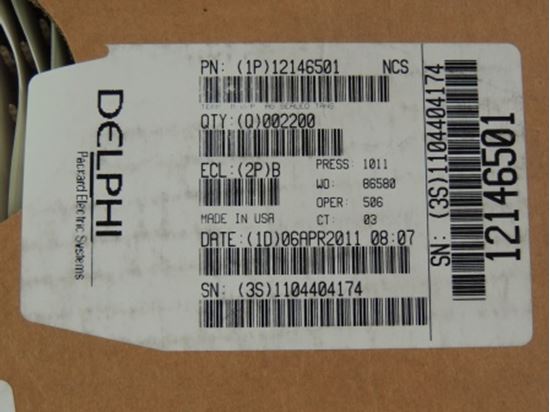 DELPHI
Packard Electric Systems
PN: (1P)12146501 NCS
QTY:(Q)002200
ECL:(2P)B
PRESS: 1011
WO: 86580
OPER: 506
CT: 03
MADE IN USA
DATE:(1D)06APR2011 08:07
SN: (3S)1104404174
SN: (3S)1104404174
12146501